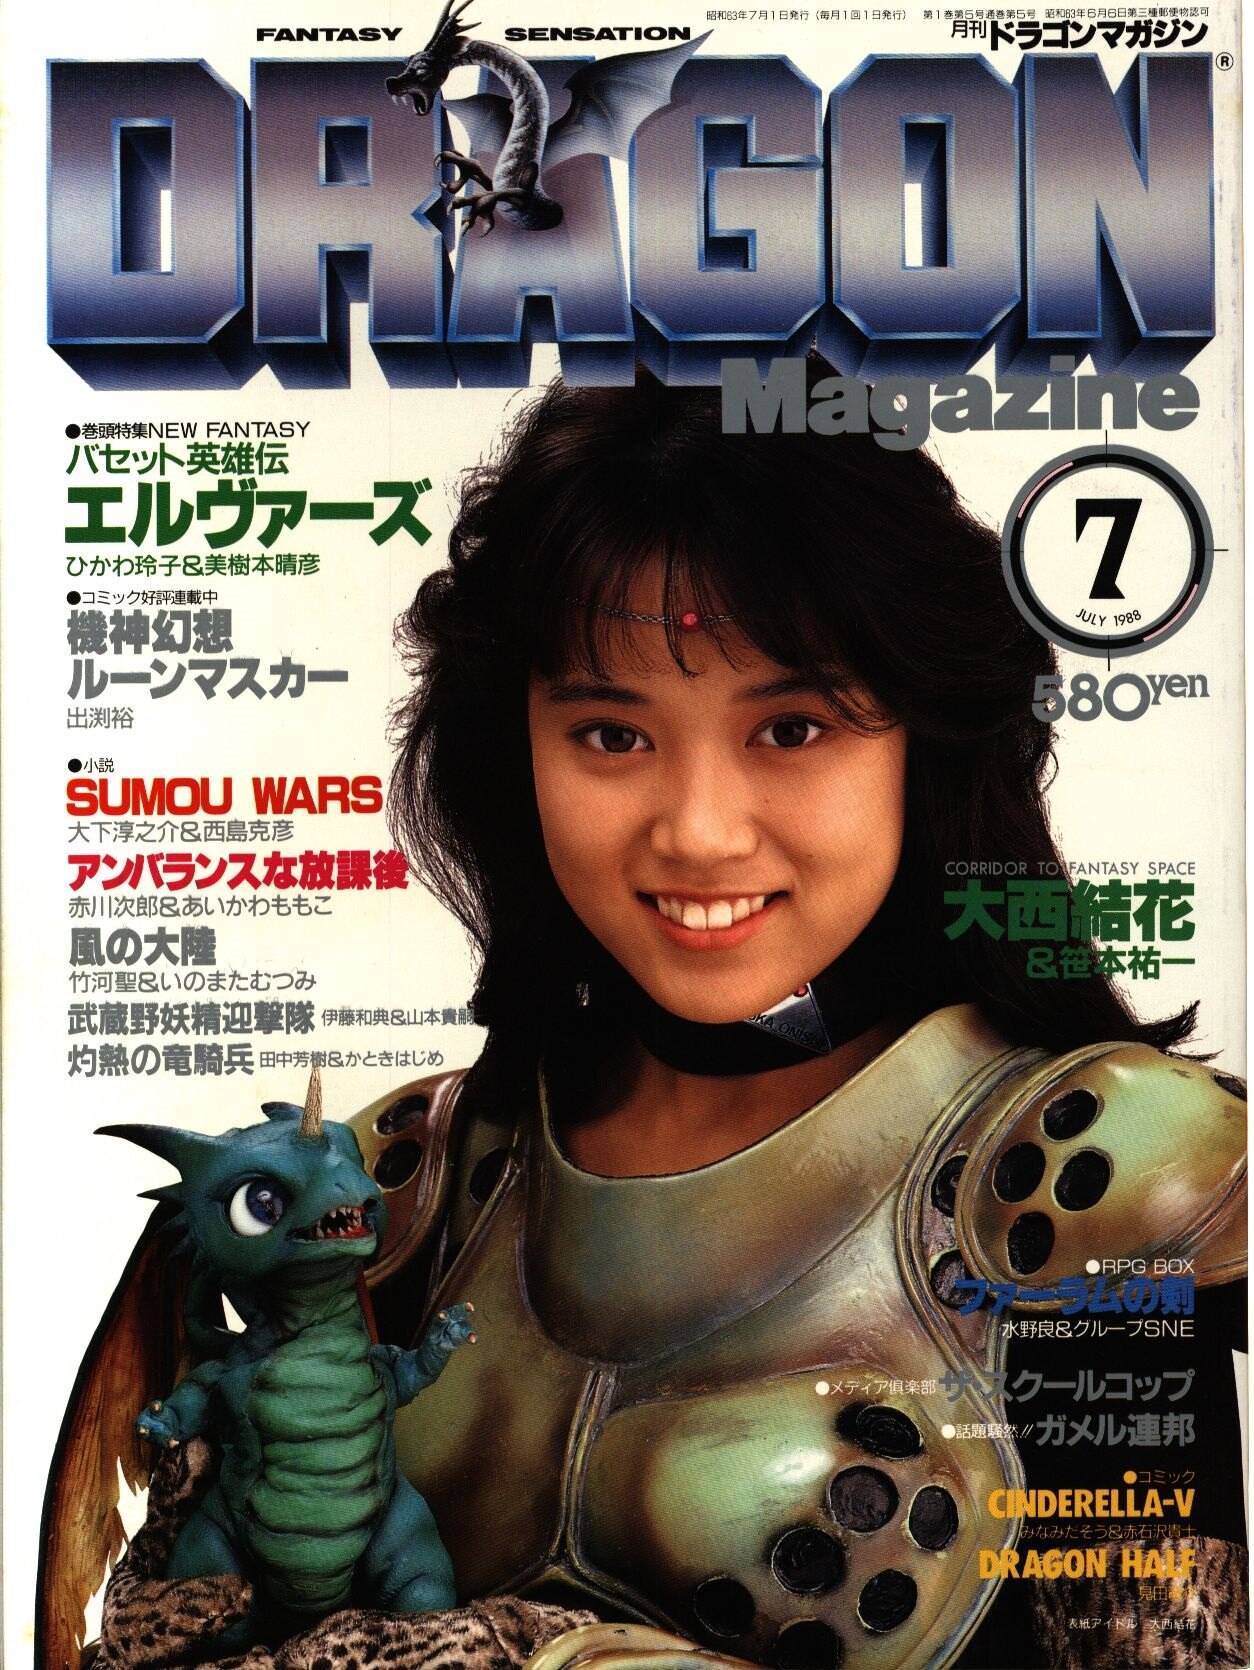 昭和63年7月1日発行（毎月1回1日発行） 第1巻第5号通巻第5号 昭和63年6月6日第三種郵便物認可
FANTASY SENSATION
月刊ドラゴンマガジン
DRAGON ®
Magazine
7
JULY 1988
580yen
●巻頭特集NEW FANTASY
バセット英雄伝
エルヴァーズ
ひかわ玲子&美樹本晴彦
●コミック好評連載中
機神幻想
ルーンマスカー
出渕裕
●小説
SUMOU WARS
大下淳之介&西島克彦
アンバランスな放課後
赤川次郎&あいかわももこ
風の大陸
竹河聖&いのまたむつみ
武蔵野妖精迎撃隊 伊藤和典&山本貴嗣
灼熱の竜騎兵 田中芳樹&かときはじめ
CORRIDOR TO FANTASY SPACE
大西結花
&笹本祐一
●RPG BOX
ファーラムの剣
水野良&グループSNE
●メディア倶楽部 ザ・スクールコップ
●話題騒然!! ガメル連邦
●コミック
CINDERELLA-V
みなみだそう&赤石沢貴士
DRAGON HALF
見田竜介
表紙アイドル 大西結花